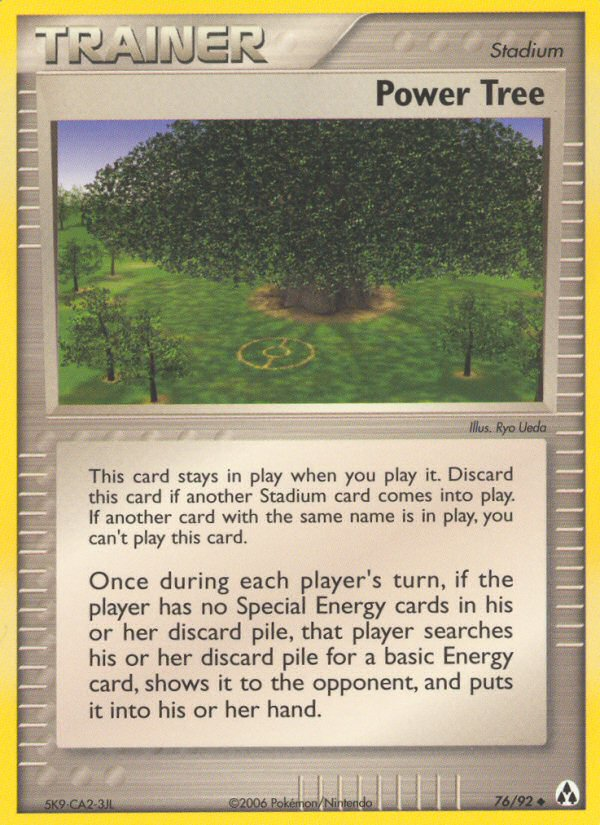 TRAINER
Stadium
Power Tree
Illus. Ryo Ueda
This card stays in play when you play it. Discard
this card if another Stadium card comes into play.
If another card with the same name is in play, you
can't play this card.
Once during each player's turn, if the
player has no Special Energy cards in his
or her discard pile, that player searches
his or her discard pile for a basic Energy
card, shows it to the opponent, and puts
it into his or her hand.
5K9-CA2-3JL
©2006 Pokémon/Nintendo
76/92